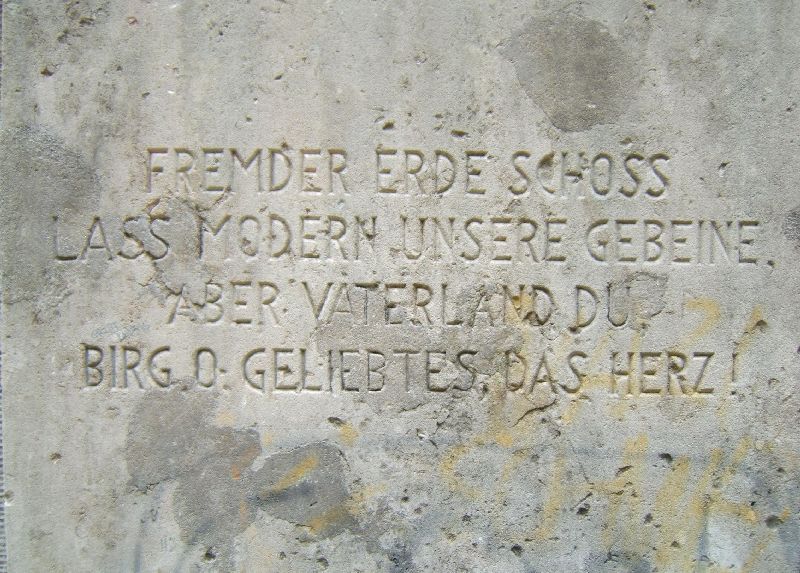 FREMDER ERDE SCHOSS
LASS MODERN UNSERE GEBEINE,
ABER VATERLAND DU,
BIRG, O GELIEBTES, DAS HERZ!